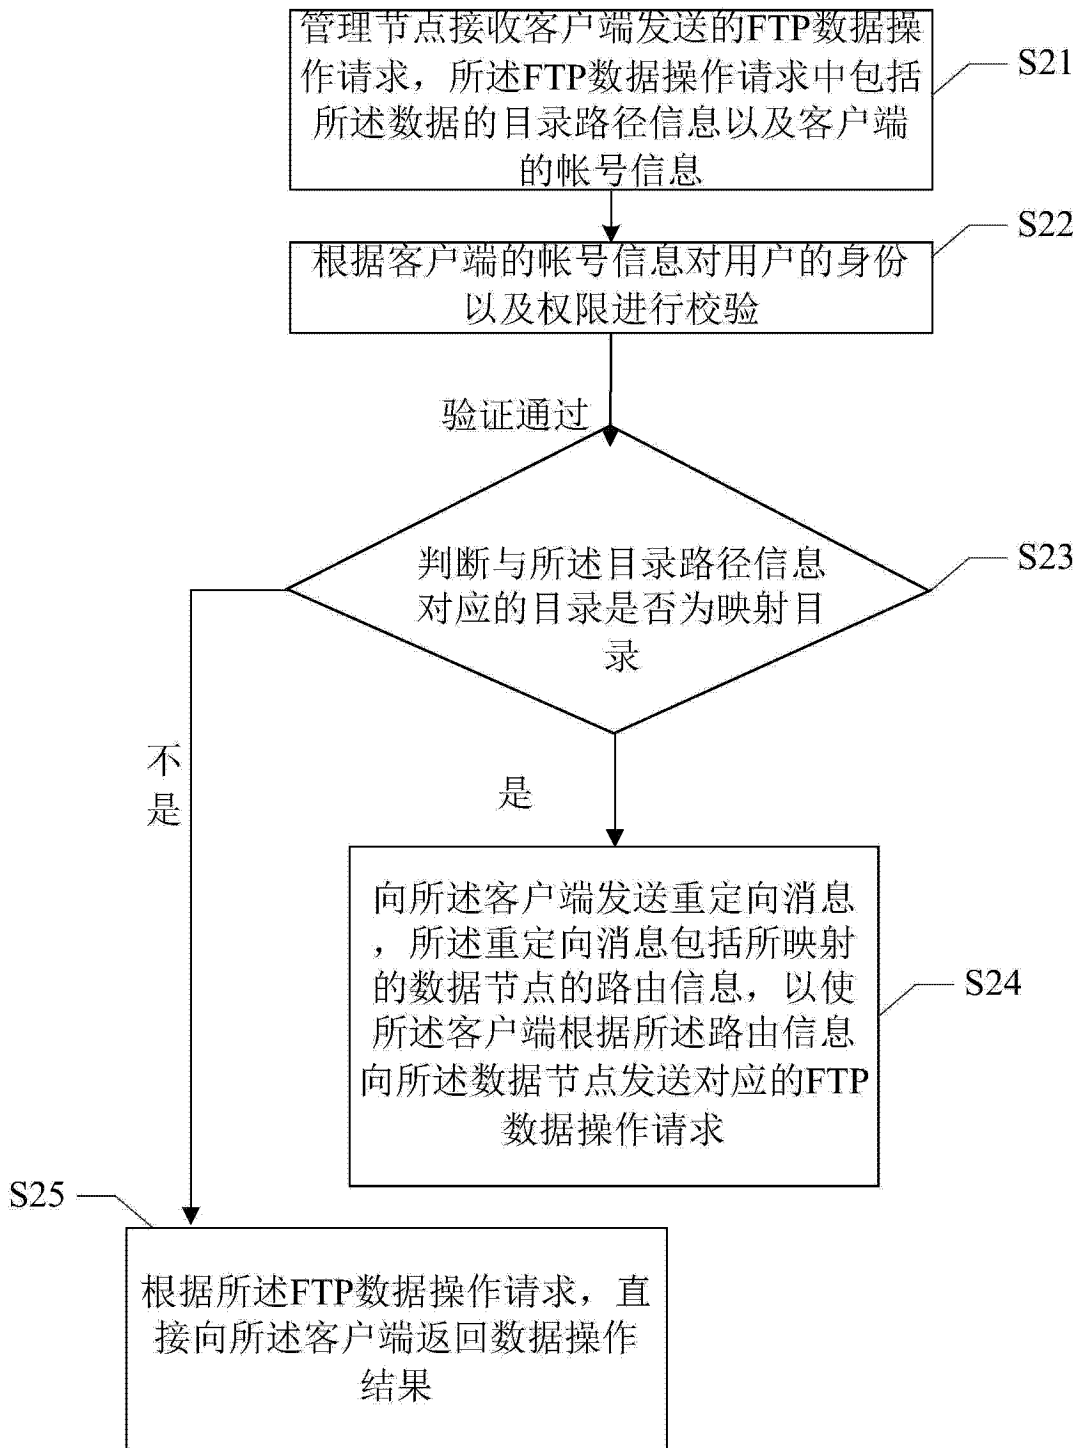 管理节点接收客户端发送的FTP数据操
作请求，所述FTP数据操作请求中包括
所述数据的目录路径信息以及客户端
的帐号信息
S21
S22
根据客户端的帐号信息对用户的身份
以及权限进行校验
验证通过
判断与所述目录路径信息
对应的目录是否为映射目
录
S23
不
是
是
向所述客户端发送重定向消息
，所述重定向消息包括所映射
的数据节点的路由信息，以使
所述客户端根据所述路由信息
向所述数据节点发送对应的FTP
数据操作请求
S24
S25
根据所述FTP数据操作请求，直
接向所述客户端返回数据操作
结果